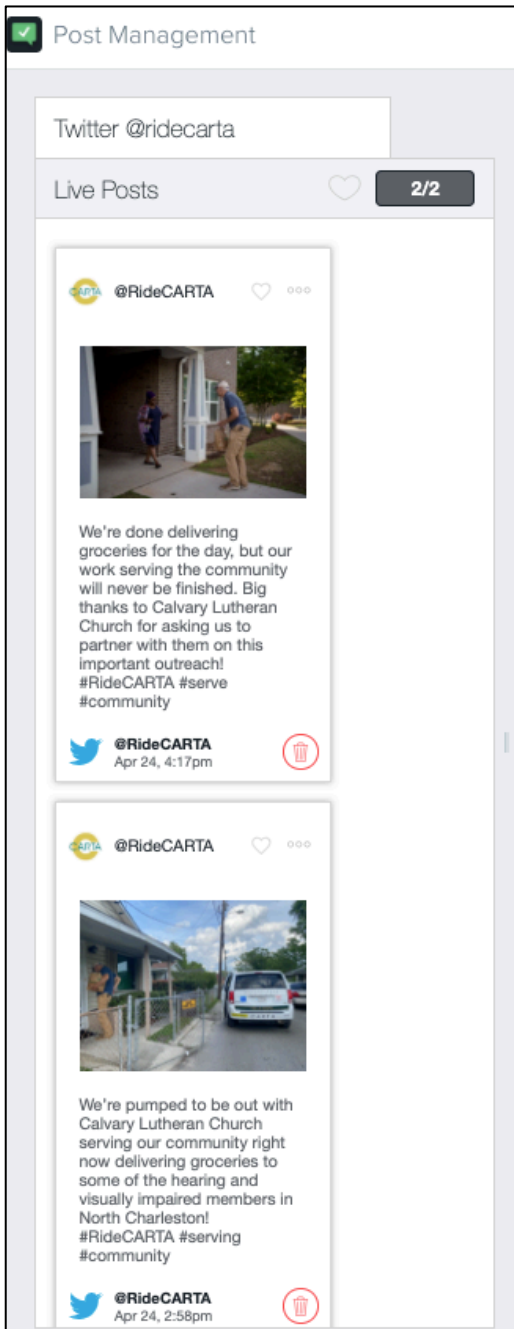 Post Management
Twitter @ridecarta
Live Posts 2/2
CARTA @RideCARTA
We're done delivering
groceries for the day, but our
work serving the community
will never be finished. Big
thanks to Calvary Lutheran
Church for asking us to
partner with them on this
important outreach!
#RideCARTA #serve
#community
@RideCARTA
Apr 24, 4:17pm
CARTA @RideCARTA
CARTA
We're pumped to be out with
Calvary Lutheran Church
serving our community right
now delivering groceries to
some of the hearing and
visually impaired members in
North Charleston!
#RideCARTA #serving
#community
@RideCARTA
Apr 24, 2:58pm